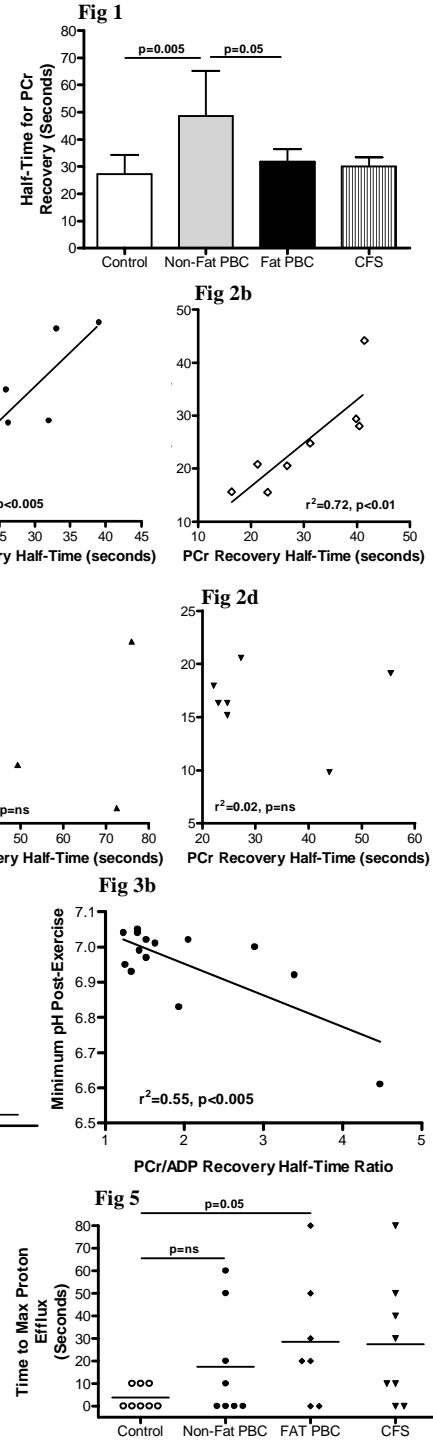 Fig 1
p=0.005 p=0.05
Half-Time for PCr
Recovery (Seconds)
80
70
60
50
40
30
20
10
0
Control Non-Fat PBC Fat PBC CFS
p<0.005
35 45
Half-Time (seconds)
Fig 2b
50
40
30
20
10
r²=0.72, p<0.01
10 20 30 40 50
PCr Recovery Half-Time (seconds)
p=ns
50 60 70 80
Half-Time (seconds)
Fig 2d
25
20
15
10
5
r²=0.02, p=ns
20 30 40 50 60
PCr Recovery Half-Time (seconds)
Fig 3b
Minimum pH Post-Exercise
7.1
7.0
6.9
6.8
6.7
6.6
6.5
r²=0.55, p<0.005
1 2 3 4 5
PCr/ADP Recovery Half-Time Ratio
Fig 5
p=0.05
p=ns
Time to Max Proton
Efflux
(Seconds)
80
70
60
50
40
30
20
10
0
Control Non-Fat PBC FAT PBC CFS